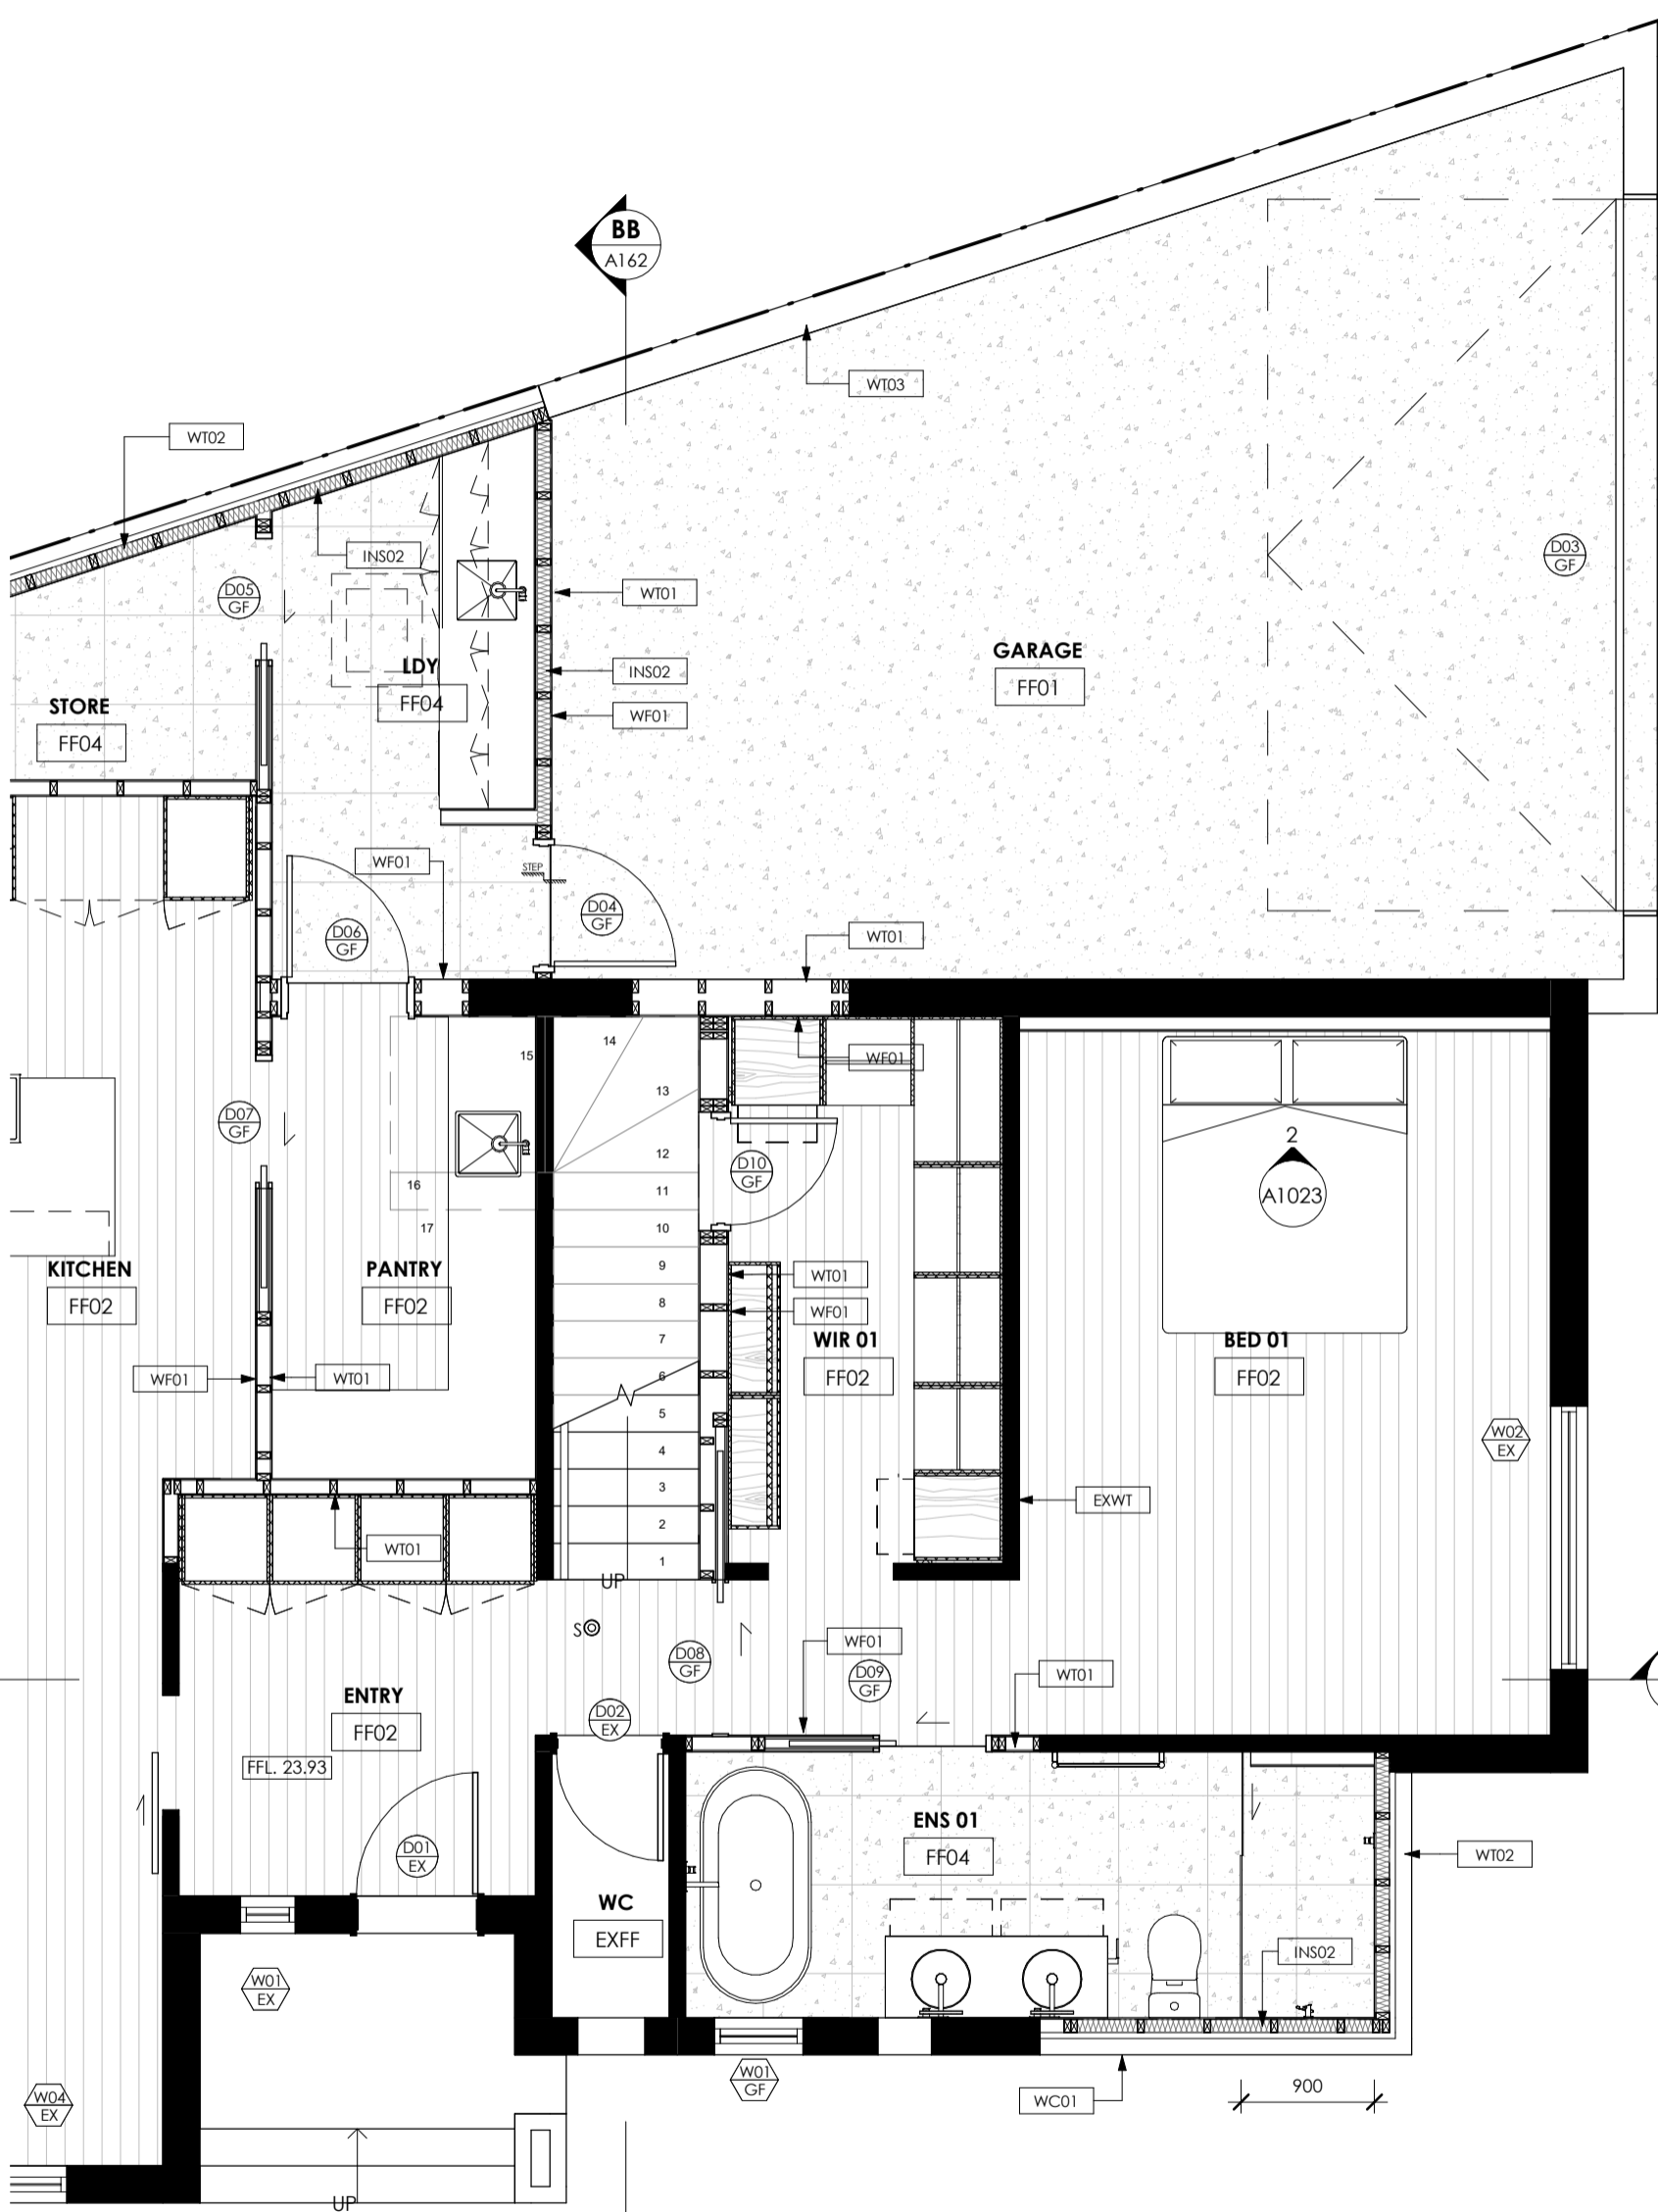 BB
A162
WT03
WT02
INS02
D03
GF
D05
GF
WT01
GARAGE
FF01
LDY
FF04
INS02
STORE
FF04
WF01
WF01
STEP
D04
GF
D06
GF
WT01
14
15
WF01
13
D07
GF
12
2
D10
GF
16
11
A1023
17
10
KITCHEN
FF02
PANTRY
FF02
9
WT01
8
WF01
7
WIR 01
FF02
BED 01
FF02
WF01
WT01
6
5
W02
EX
4
3
EXWT
2
WT01
1
UP
S
WF01
D08
GF
D09
GF
WT01
ENTRY
FF02
D02
EX
FFL. 23.93
ENS 01
FF04
D01
EX
WT02
WC
EXFF
INS02
W01
EX
W01
GF
900
W04
EX
WC01
UP